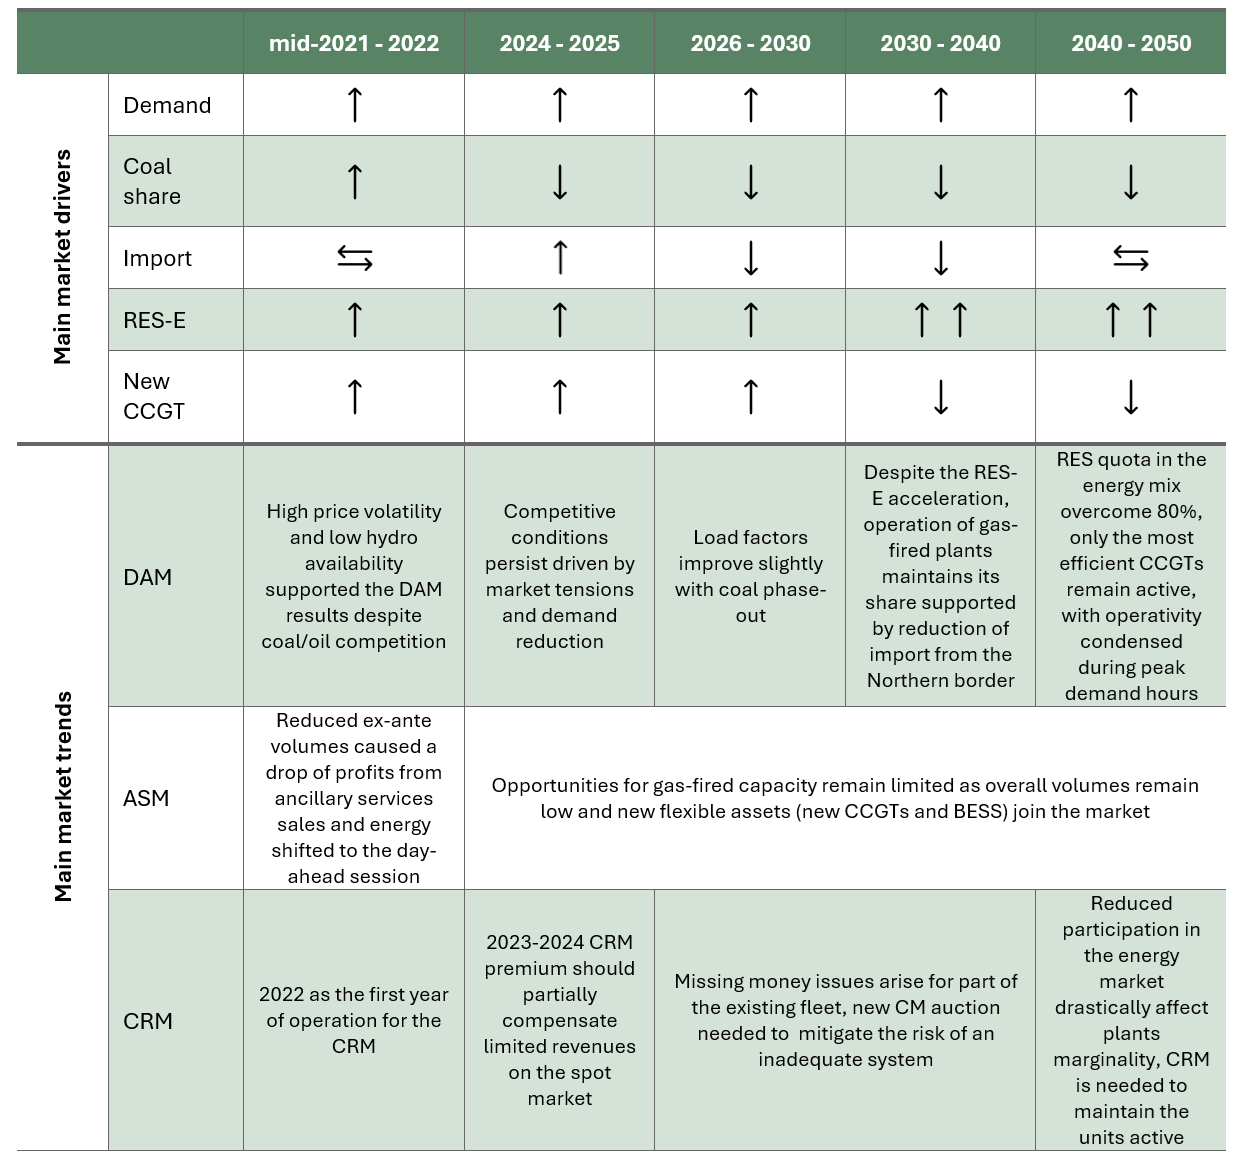 mid-2021 - 2022
2024 - 2025
2026 - 2030
2030 - 2040
2040 - 2050
Main market drivers
Demand
↑
↑
↑
↑
↑
Coal
share
↑
↓
↓
↓
↓
Import
⇆
↑
↓
↓
⇆
RES-E
↑
↑
↑
↑ ↑
↑ ↑
New
CCGT
↑
↑
↑
↓
↓
Main market trends
DAM
High price volatility
and low hydro
availability
supported the DAM
results despite
coal/oil competition
Competitive
conditions
persist driven by
market tensions
and demand
reduction
Load factors
improve slightly
with coal phase-
out
Despite the RES-
E acceleration,
operation of gas-
fired plants
maintains its
share supported
by reduction of
import from the
Northern border
RES quota in the
energy mix
overcome 80%,
only the most
efficient CCGTs
remain active,
with operativity
condensed
during peak
demand hours
ASM
Reduced ex-ante
volumes caused a
drop of profits from
ancillary services
sales and energy
shifted to the day-
ahead session
Opportunities for gas-fired capacity remain limited as overall volumes remain
low and new flexible assets (new CCGTs and BESS) join the market
CRM
2022 as the first year
of operation for the
CRM
2023-2024 CRM
premium should
partially
compensate
limited revenues
on the spot
market
Missing money issues arise for part of
the existing fleet, new CM auction
needed to  mitigate the risk of an
inadequate system
Reduced
participation in
the energy
market
drastically affect
plants
marginality, CRM
is needed to
maintain the
units active